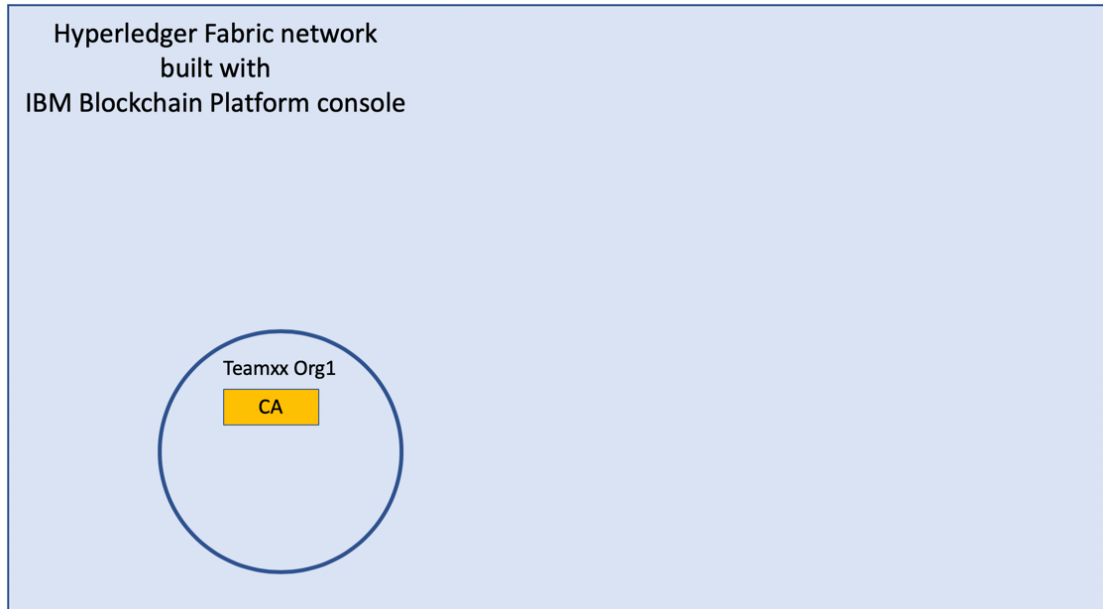 Hyperledger Fabric network
built with
IBM Blockchain Platform console
Teamxx Org1
CA